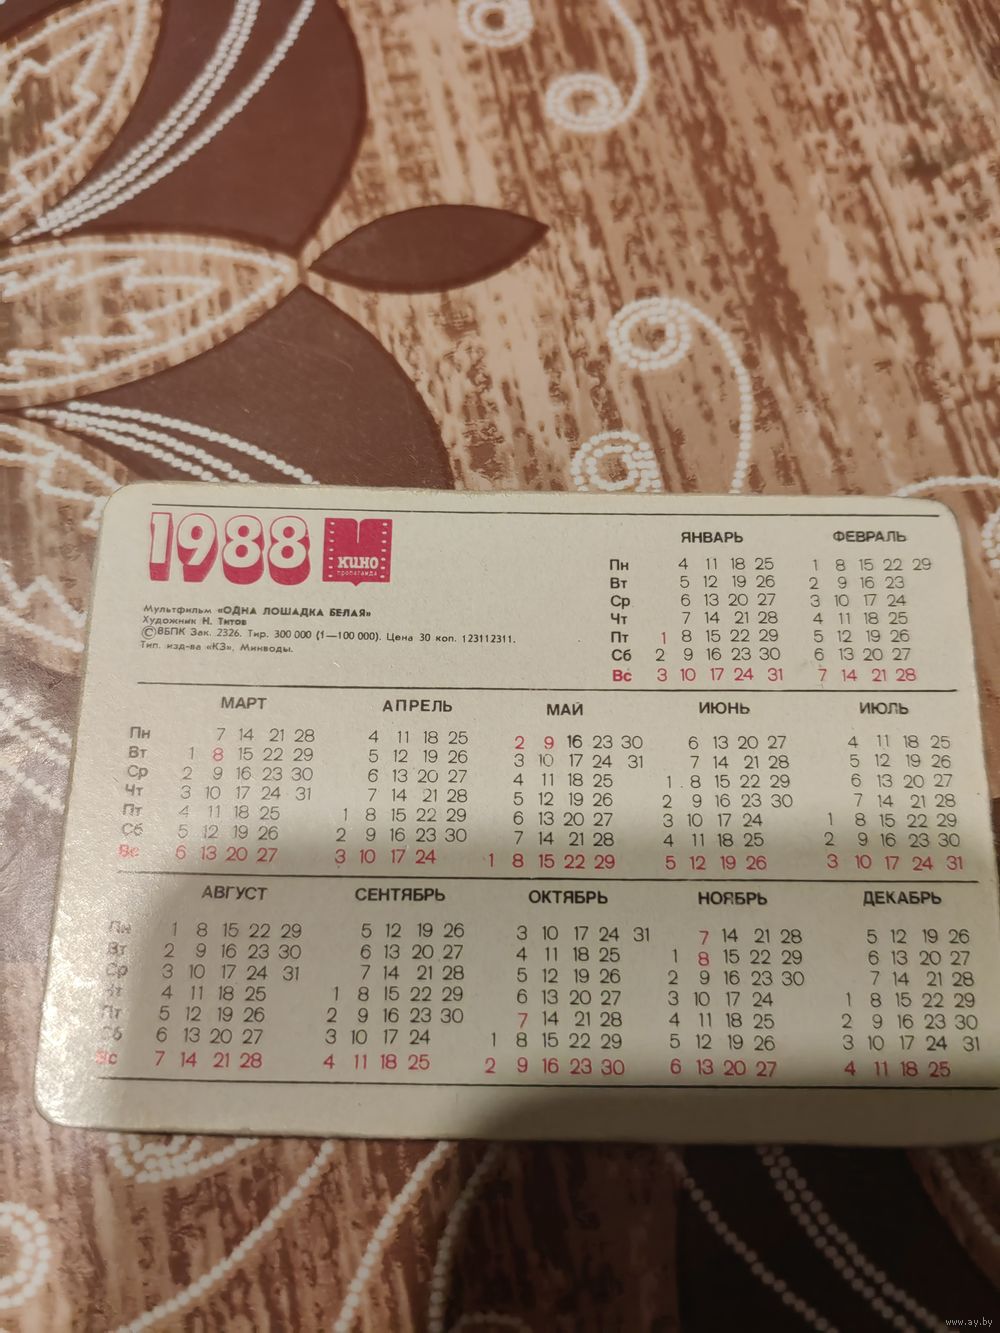 1988
КИНО
пропаганда
Мультфильм «ОДНА ЛОШАДКА БЕЛАЯ»
Художник Н. Титов
©ВБПК Зак. 2326. Тир. 300 000 (1—100 000). Цена 30 коп. 123112311.
Тип. изд-ва «КЗ», Минводы.
ЯНВАРЬ ФЕВРАЛЬ
Пн 4 11 18 25 1 8 15 22 29
Вт 5 12 19 26 2 9 16 23
Ср 6 13 20 27 3 10 17 24
Чт 7 14 21 28 4 11 18 25
Пт 1 8 15 22 29 5 12 19 26
Сб 2 9 16 23 30 6 13 20 27
Вс 3 10 17 24 31 7 14 21 28
МАРТ АПРЕЛЬ МАЙ ИЮНЬ ИЮЛЬ
Пн 7 14 21 28 4 11 18 25 2 9 16 23 30 6 13 20 27 4 11 18 25
Вт 1 8 15 22 29 5 12 19 26 3 10 17 24 31 7 14 21 28 5 12 19 26
Ср 2 9 16 23 30 6 13 20 27 4 11 18 25 1 8 15 22 29 6 13 20 27
Чт 3 10 17 24 31 7 14 21 28 5 12 19 26 2 9 16 23 30 7 14 21 28
Пт 4 11 18 25 1 8 15 22 29 6 13 20 27 3 10 17 24 1 8 15 22 29
Сб 5 12 19 26 2 9 16 23 30 7 14 21 28 4 11 18 25 2 9 16 23 30
Вс 6 13 20 27 3 10 17 24 1 8 15 22 29 5 12 19 26 3 10 17 24 31
АВГУСТ СЕНТЯБРЬ ОКТЯБРЬ НОЯБРЬ ДЕКАБРЬ
Пн 1 8 15 22 29 5 12 19 26 3 10 17 24 31 7 14 21 28 5 12 19 26
Вт 2 9 16 23 30 6 13 20 27 4 11 18 25 1 8 15 22 29 6 13 20 27
Ср 3 10 17 24 31 7 14 21 28 5 12 19 26 2 9 16 23 30 7 14 21 28
Чт 4 11 18 25 1 8 15 22 29 6 13 20 27 3 10 17 24 1 8 15 22 29
Пт 5 12 19 26 2 9 16 23 30 7 14 21 28 4 11 18 25 2 9 16 23 30
Сб 6 13 20 27 3 10 17 24 1 8 15 22 29 5 12 19 26 3 10 17 24 31
Вс 7 14 21 28 4 11 18 25 2 9 16 23 30 6 13 20 27 4 11 18 25
www.ay.by